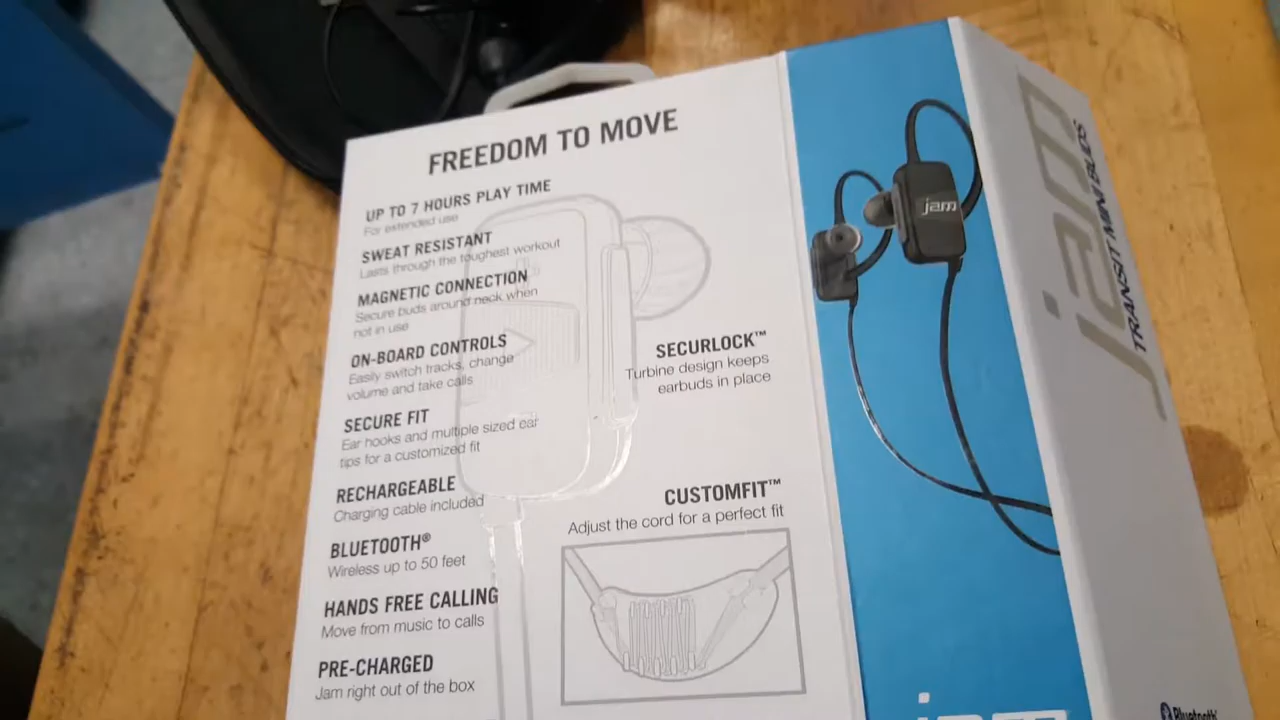 FREEDOM TO MOVE
UP TO 7 HOURS PLAY TIME
For extended use
SWEAT RESISTANT
Lasts through the toughest workout
MAGNETIC CONNECTION
Secure buds around neck when
not in use
ON-BOARD CONTROLS
Easily switch tracks, change
volume and take calls
SECURE FIT
Ear hooks and multiple sized ear
tips for a customized fit
RECHARGEABLE
Charging cable included
BLUETOOTH®
Wireless up to 50 feet
HANDS FREE CALLING
Move from music to calls
PRE-CHARGED
Jam right out of the box
SECURLOCK™
Turbine design keeps
earbuds in place
CUSTOMFIT™
Adjust the cord for a perfect fit
jam
jam
jam
TRANSIT MINI BUDS
Bluetooth®